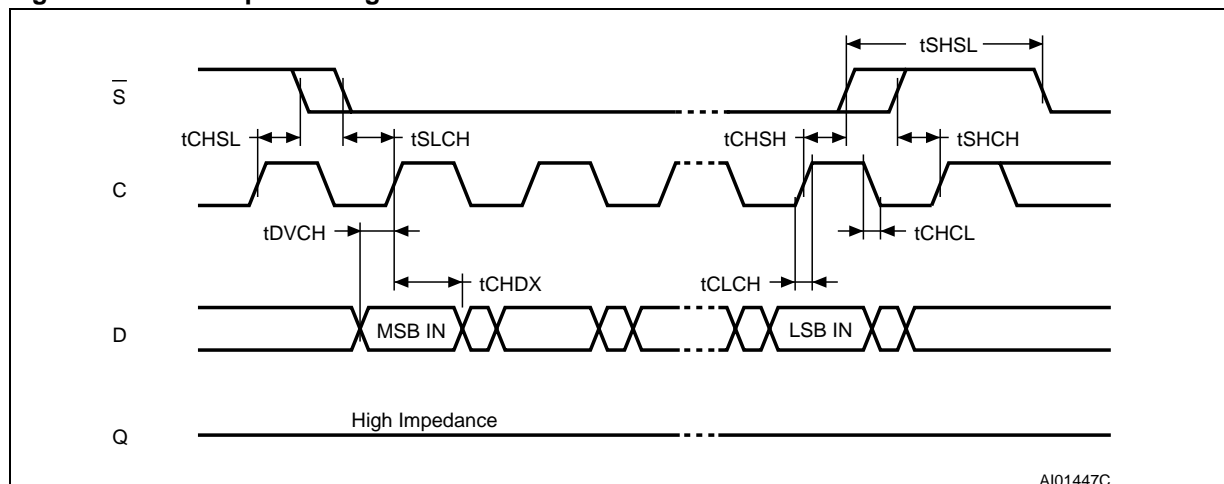 tSHSL
S
tCHSL
tSLCH
tCHSH
tSHCH
C
tDVCH
tCHCL
tCHDX
tCLCH
D
MSB IN
LSB IN
High Impedance
Q
AI01447C